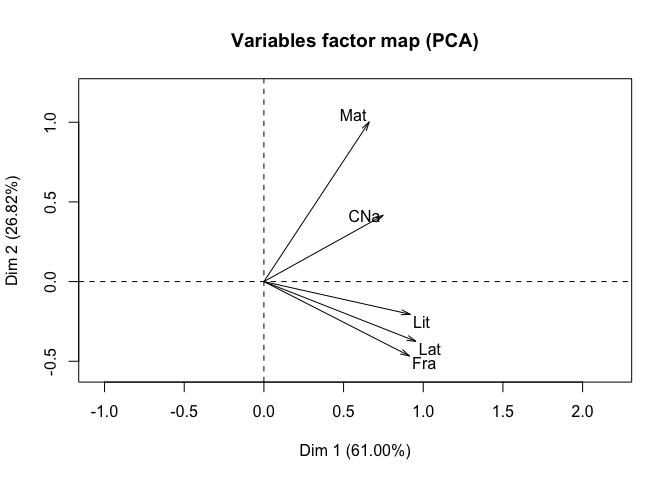 Variables factor map (PCA)
Mat
CNa
Lit
Lat
Fra
1.0
0.5
0.0
-0.5
Dim 2 (26.82%)
-1.0 -0.5 0.0 0.5 1.0 1.5 2.0
Dim 1 (61.00%)